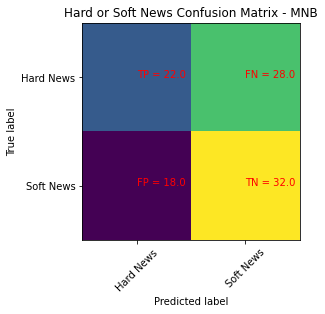 Hard or Soft News Confusion Matrix - MNB
True label
Hard News
TP = 22.0
FN = 28.0
Soft News
FP = 18.0
TN = 32.0
Hard News
Soft News
Predicted label